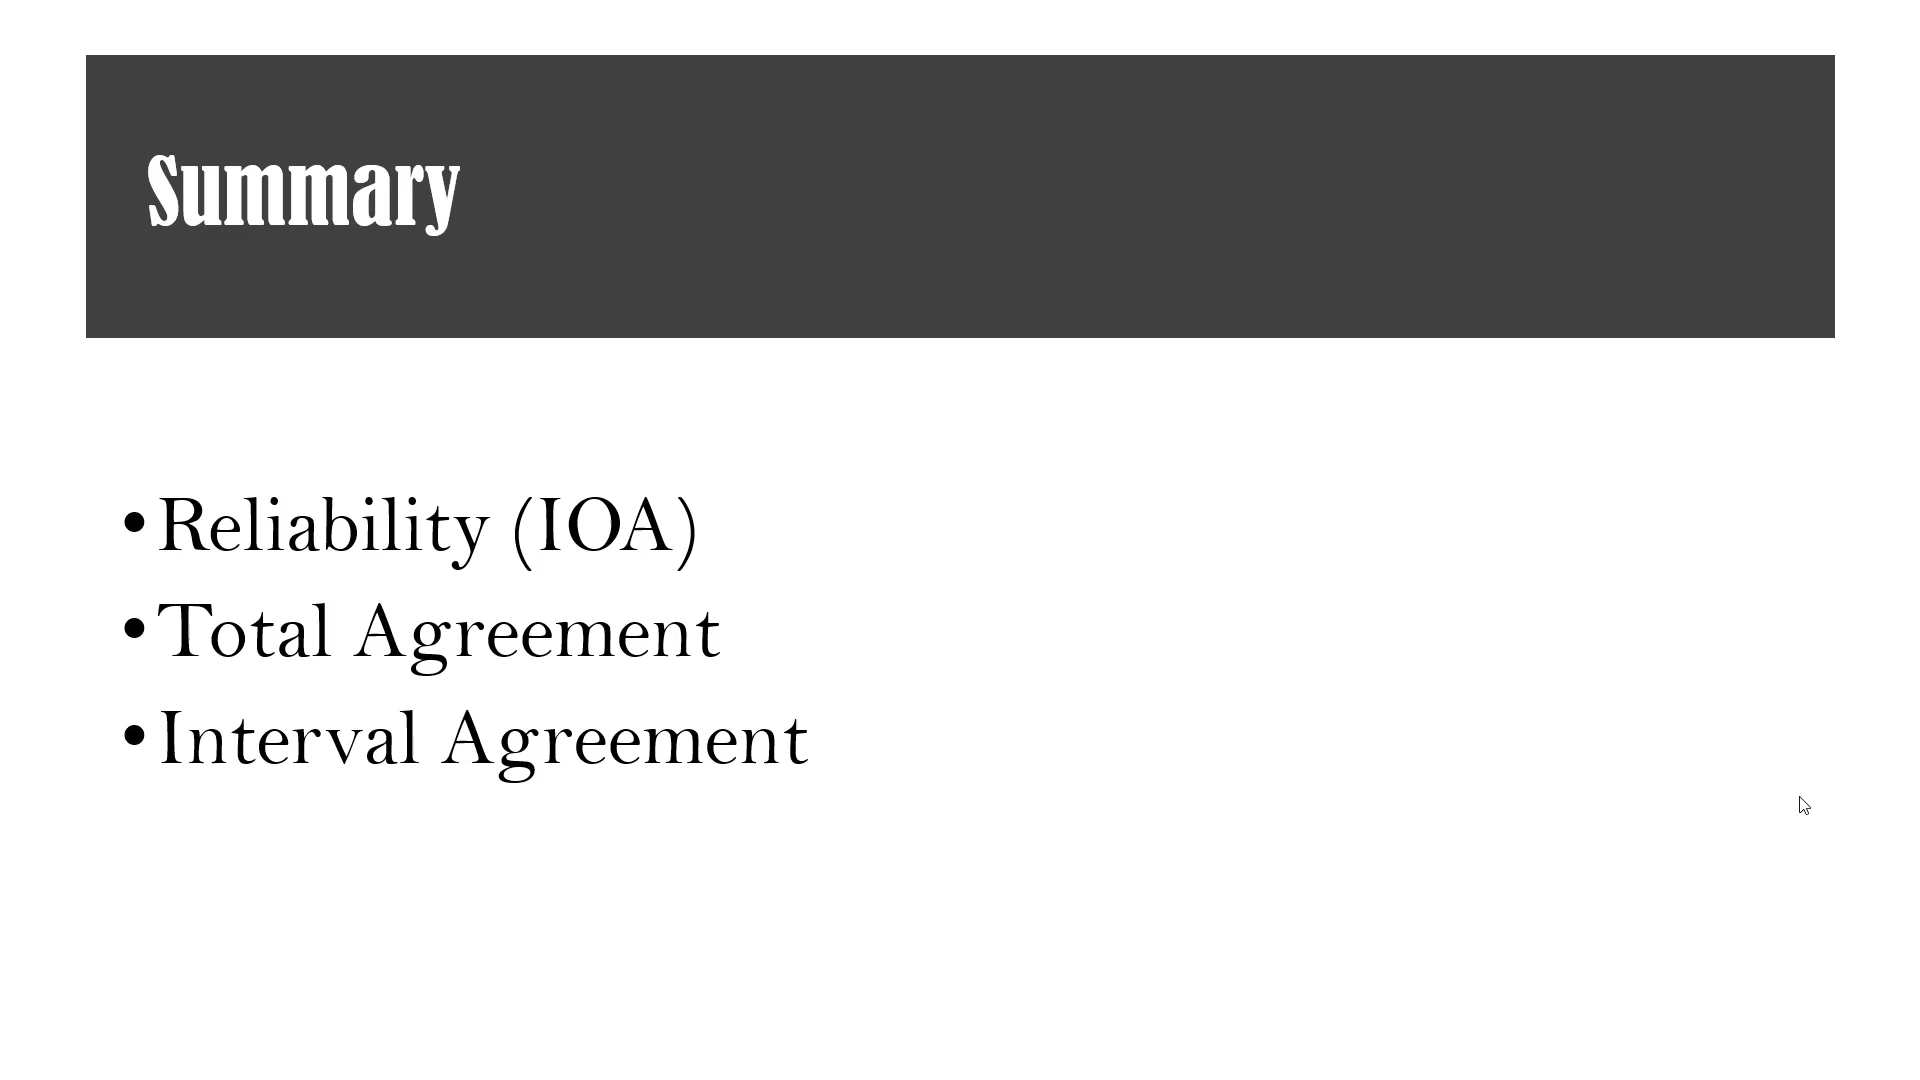 Summary
• Reliability (IOA)
• Total Agreement
• Interval Agreement